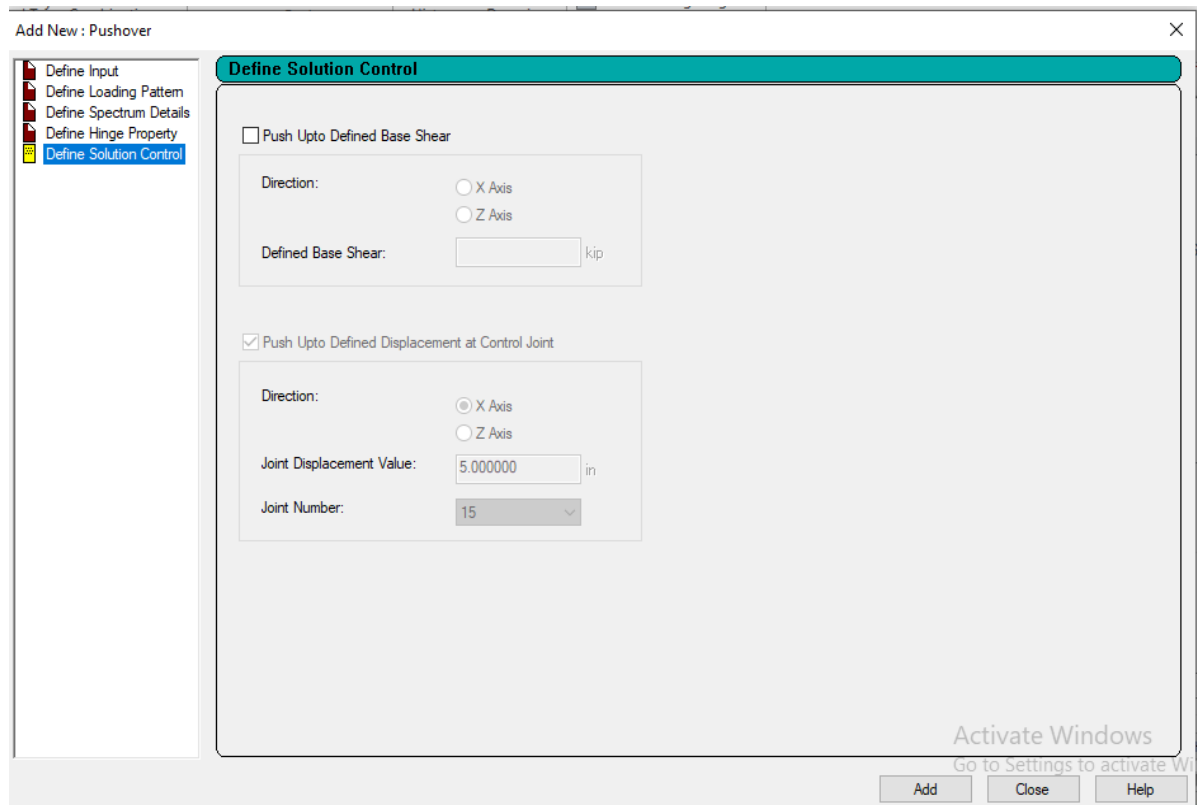 Add New : Pushover
Define Input
Define Loading Pattern
Define Spectrum Details
Define Hinge Property
Define Solution Control
Define Solution Control
Push Upto Defined Base Shear
Direction:
X Axis
Z Axis
Defined Base Shear:
kip
Push Upto Defined Displacement at Control Joint
Direction:
X Axis
Z Axis
Joint Displacement Value:
5.000000
in
Joint Number:
15
Activate Windows
Go to Settings to activate Wi
Add
Close
Help